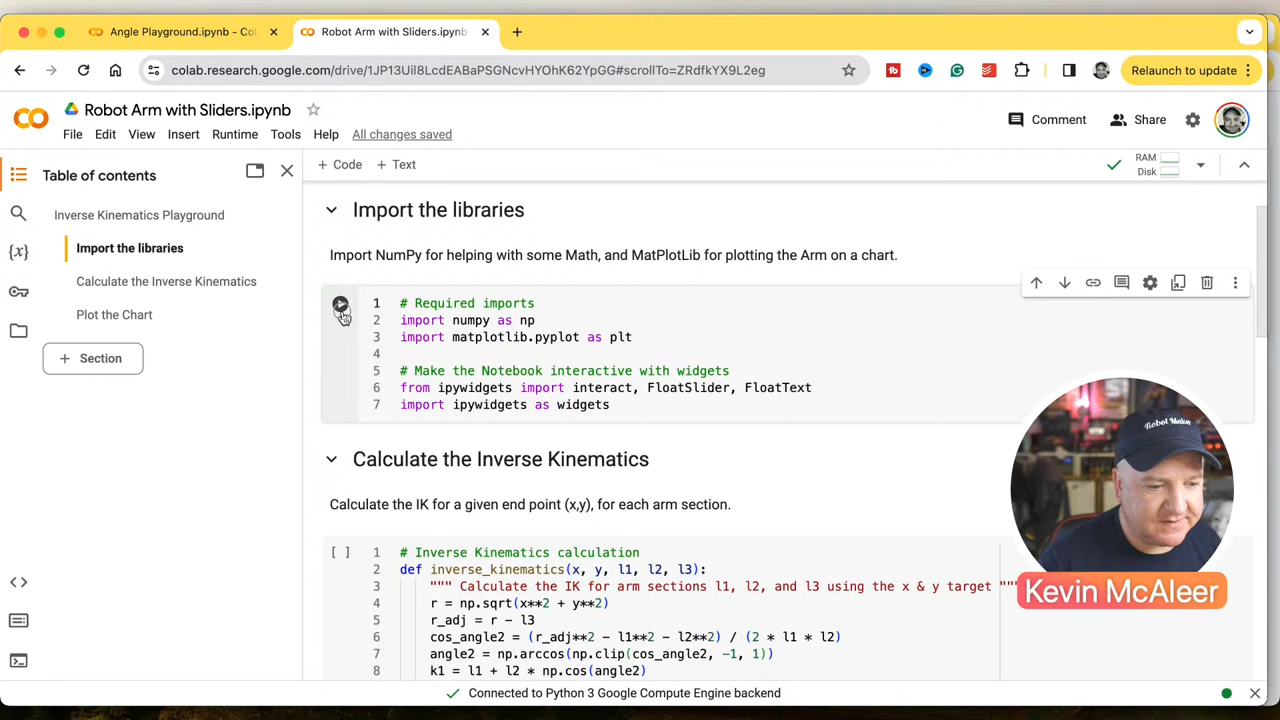 Angle Playground.ipynb - Co
Robot Arm with Sliders.ipynb
colab.research.google.com/drive/1JP13Uil8LcdEABaPSGNcvHYGhK62YpGG#scrollTo=ZRdfkYX9L2eg
Relaunch to update
Robot Arm with Sliders.ipynb
File Edit View Insert Runtime Tools Help All changes saved
Comment
Share
Table of contents
Inverse Kinematics Playground
Import the libraries
Calculate the Inverse Kinematics
Plot the Chart
+ Section
+ Code + Text
RAM
Disk
Import the libraries
Import NumPy for helping with some Math, and MatPlotLib for plotting the Arm on a chart.
1 # Required imports
2 import numpy as np
3 import matplotlib.pyplot as plt
4
5 # Make the Notebook interactive with widgets
6 from ipywidgets import interact, FloatSlider, FloatText
7 import ipywidgets as widgets
Calculate the Inverse Kinematics
Calculate the IK for a given end point (x,y), for each arm section.
[ ] 1 # Inverse Kinematics calculation
2 def inverse_kinematics(x, y, l1, l2, l3):
3 """ Calculate the IK for arm sections l1, l2, and l3 using the x & y target """
4 r = np.sqrt(x**2 + y**2)
5 r_adj = r - l3
6 cos_angle2 = (r_adj**2 - l1**2 - l2**2) / (2 * l1 * l2)
7 angle2 = np.arccos(np.clip(cos_angle2, -1, 1))
8 k1 = l1 + l2 * np.cos(angle2)
Robot Maker
Kevin McAleer
Connected to Python 3 Google Compute Engine backend